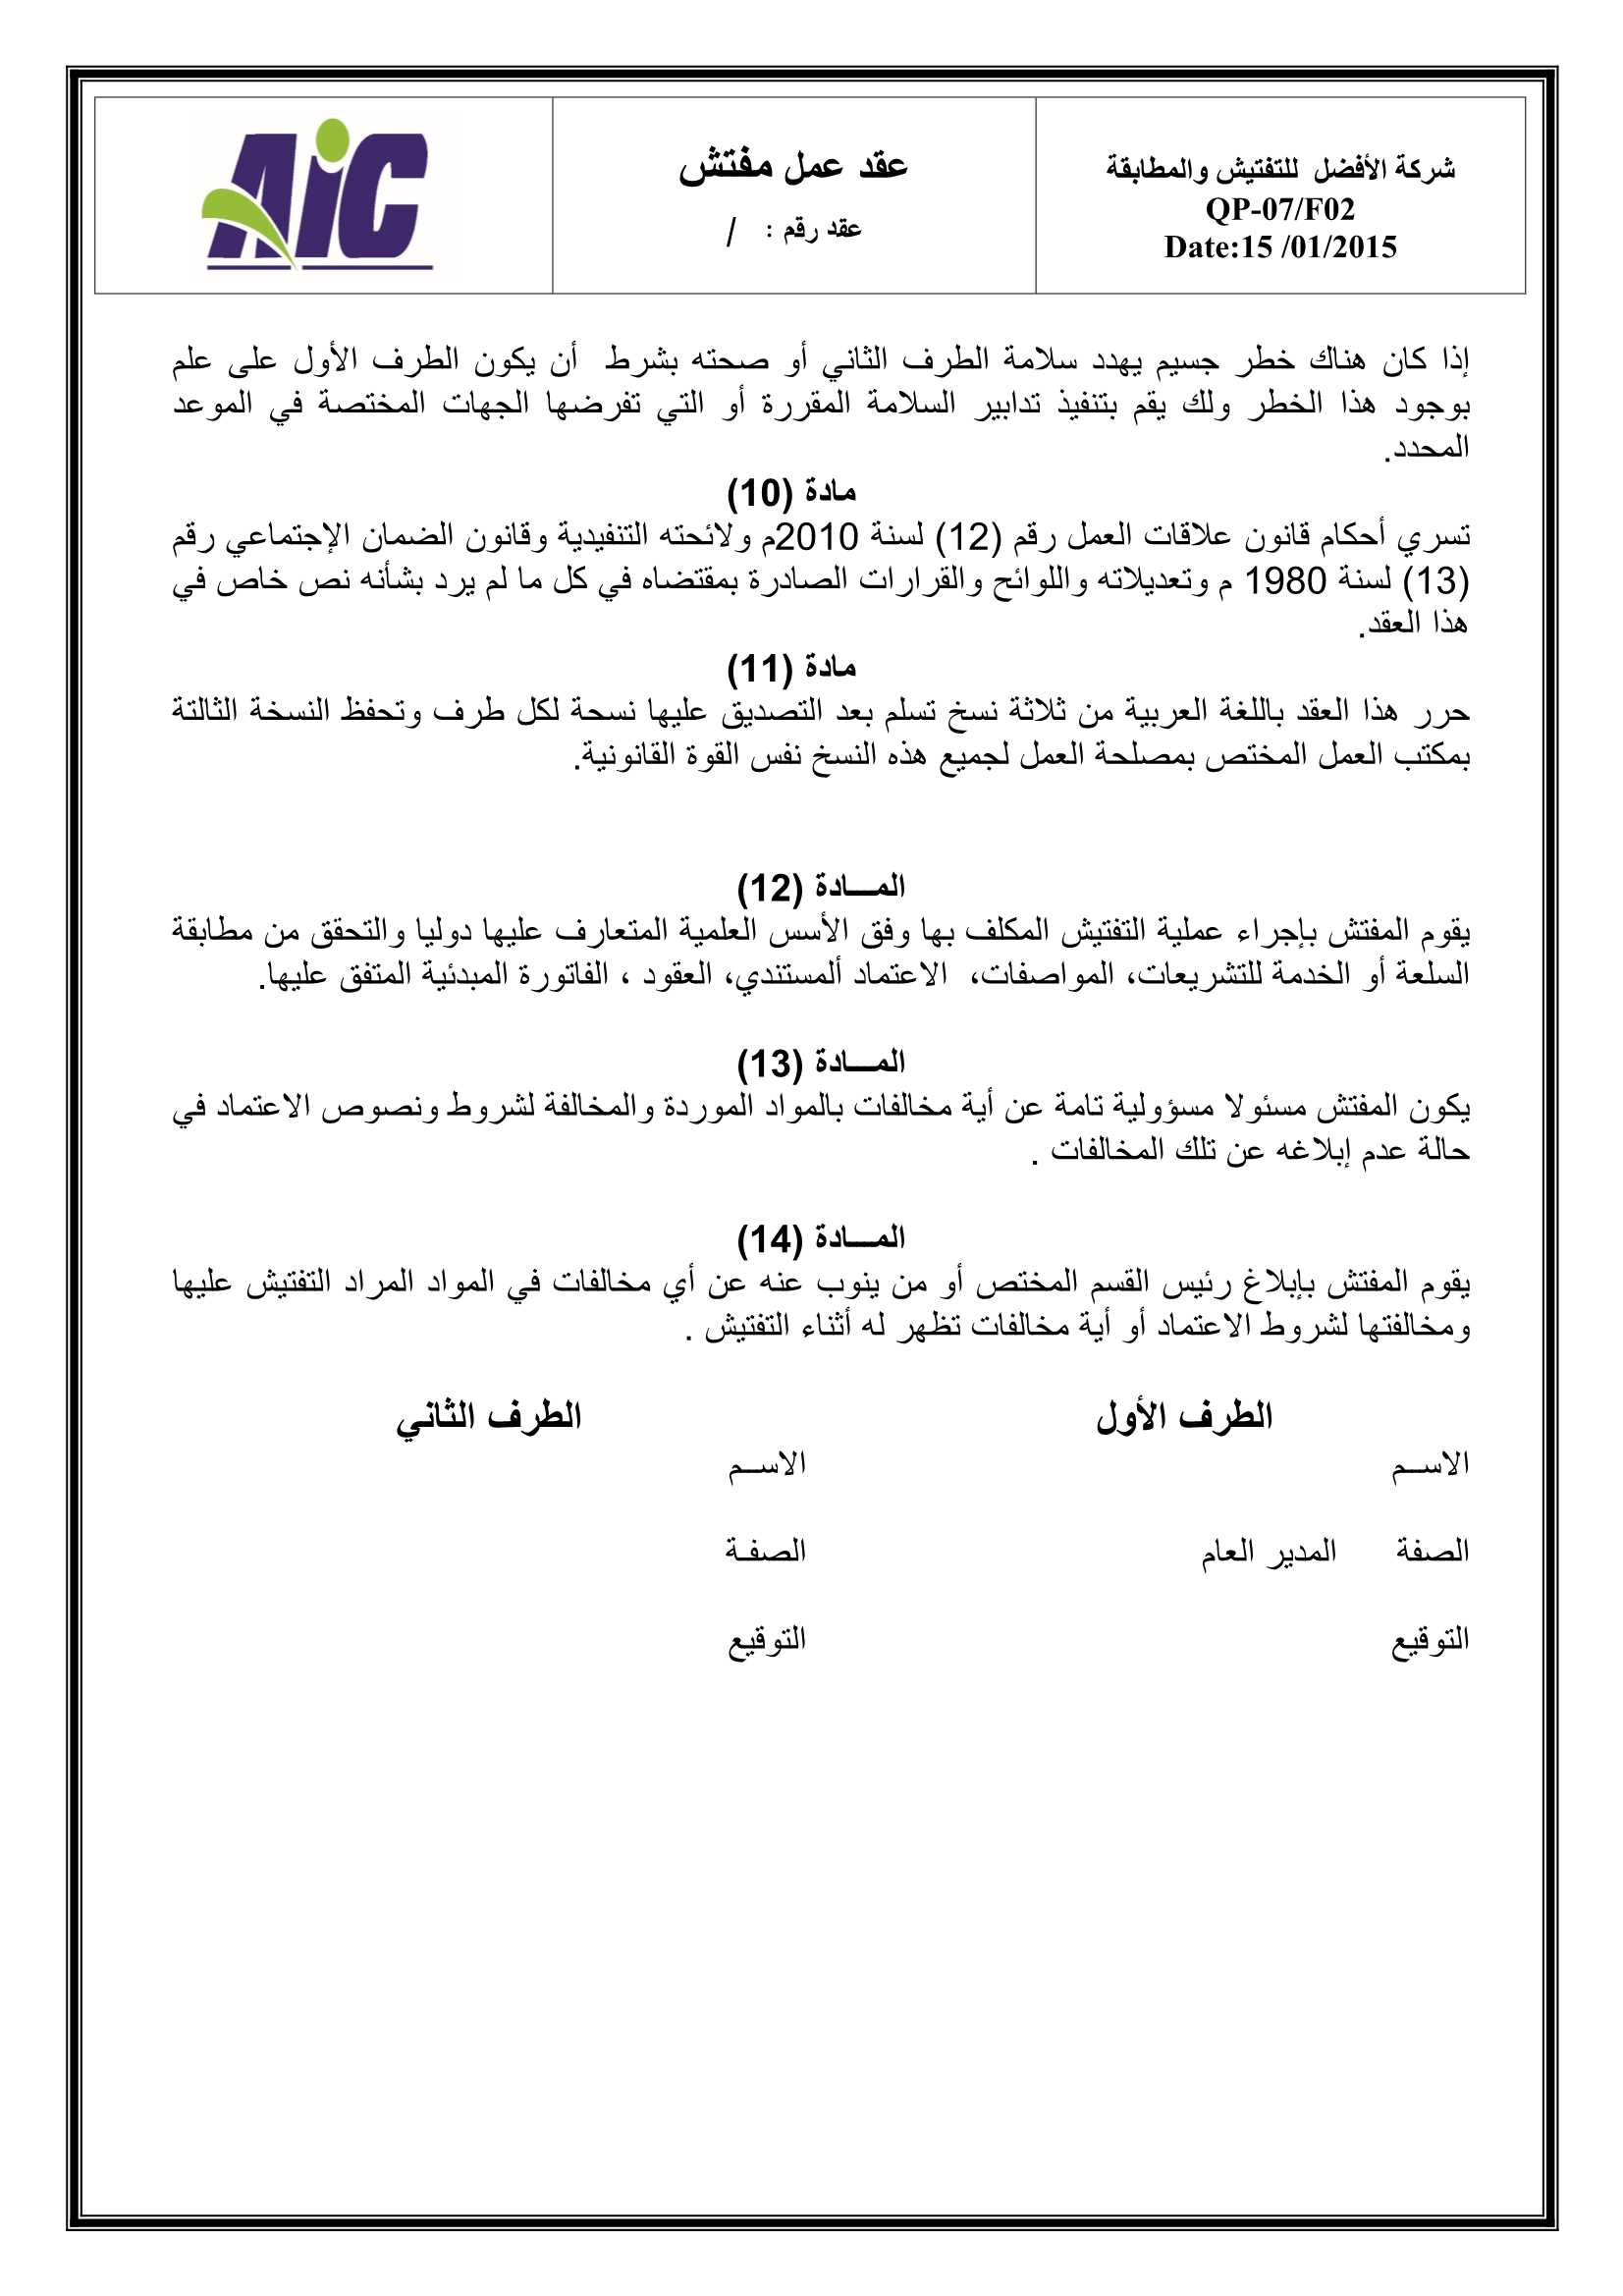 شركة الأفضل للتفتيش والمطابقة
QP-07/F02
Date:15 /01/2015
عقد عمل مفتش
عقد رقم : /
AiC
إذا كان هناك خطر جسيم يهدد سلامة الطرف الثاني أو صحته بشرط أن يكون الطرف الأول على علم
بوجود هذا الخطر ولك يقم بتنفيذ تدابير السلامة المقررة أو التي تفرضها الجهات المختصة في الموعد
المحدد.
مادة (10)
تسري أحكام قانون علاقات العمل رقم (12) لسنة 2010م ولائحته التنفيدية وقانون الضمان الإجتماعي رقم
(13) لسنة 1980 م وتعديلاته واللوائح والقرارات الصادرة بمقتضاه في كل ما لم يرد بشأنه نص خاص في
هذا العقد.
مادة (11)
حرر هذا العقد باللغة العربية من ثلاثة نسخ تسلم بعد التصديق عليها نسحة لكل طرف وتحفظ النسخة الثالتة
بمكتب العمل المختص بمصلحة العمل لجميع هذه النسخ نفس القوة القانونية.
المـــادة (12)
يقوم المفتش بإجراء عملية التفتيش المكلف بها وفق الأسس العلمية المتعارف عليها دوليا والتحقق من مطابقة
السلعة أو الخدمة للتشريعات، المواصفات، الاعتماد ألمستندي، العقود ، الفاتورة المبدئية المتفق عليها.
المـــادة (13)
يكون المفتش مسئولا مسؤولية تامة عن أية مخالفات بالمواد الموردة والمخالفة لشروط ونصوص الاعتماد في
حالة عدم إبلاغه عن تلك المخالفات .
المـــادة (14)
يقوم المفتش بإبلاغ رئيس القسم المختص أو من ينوب عنه عن أي مخالفات في المواد المراد التفتيش عليها
ومخالفتها لشروط الاعتماد أو أية مخالفات تظهر له أثناء التفتيش .
الطرف الأول الطرف الثاني
الاســم الاســم
الصفة المدير العام الصفـة
التوقيع التوقيع